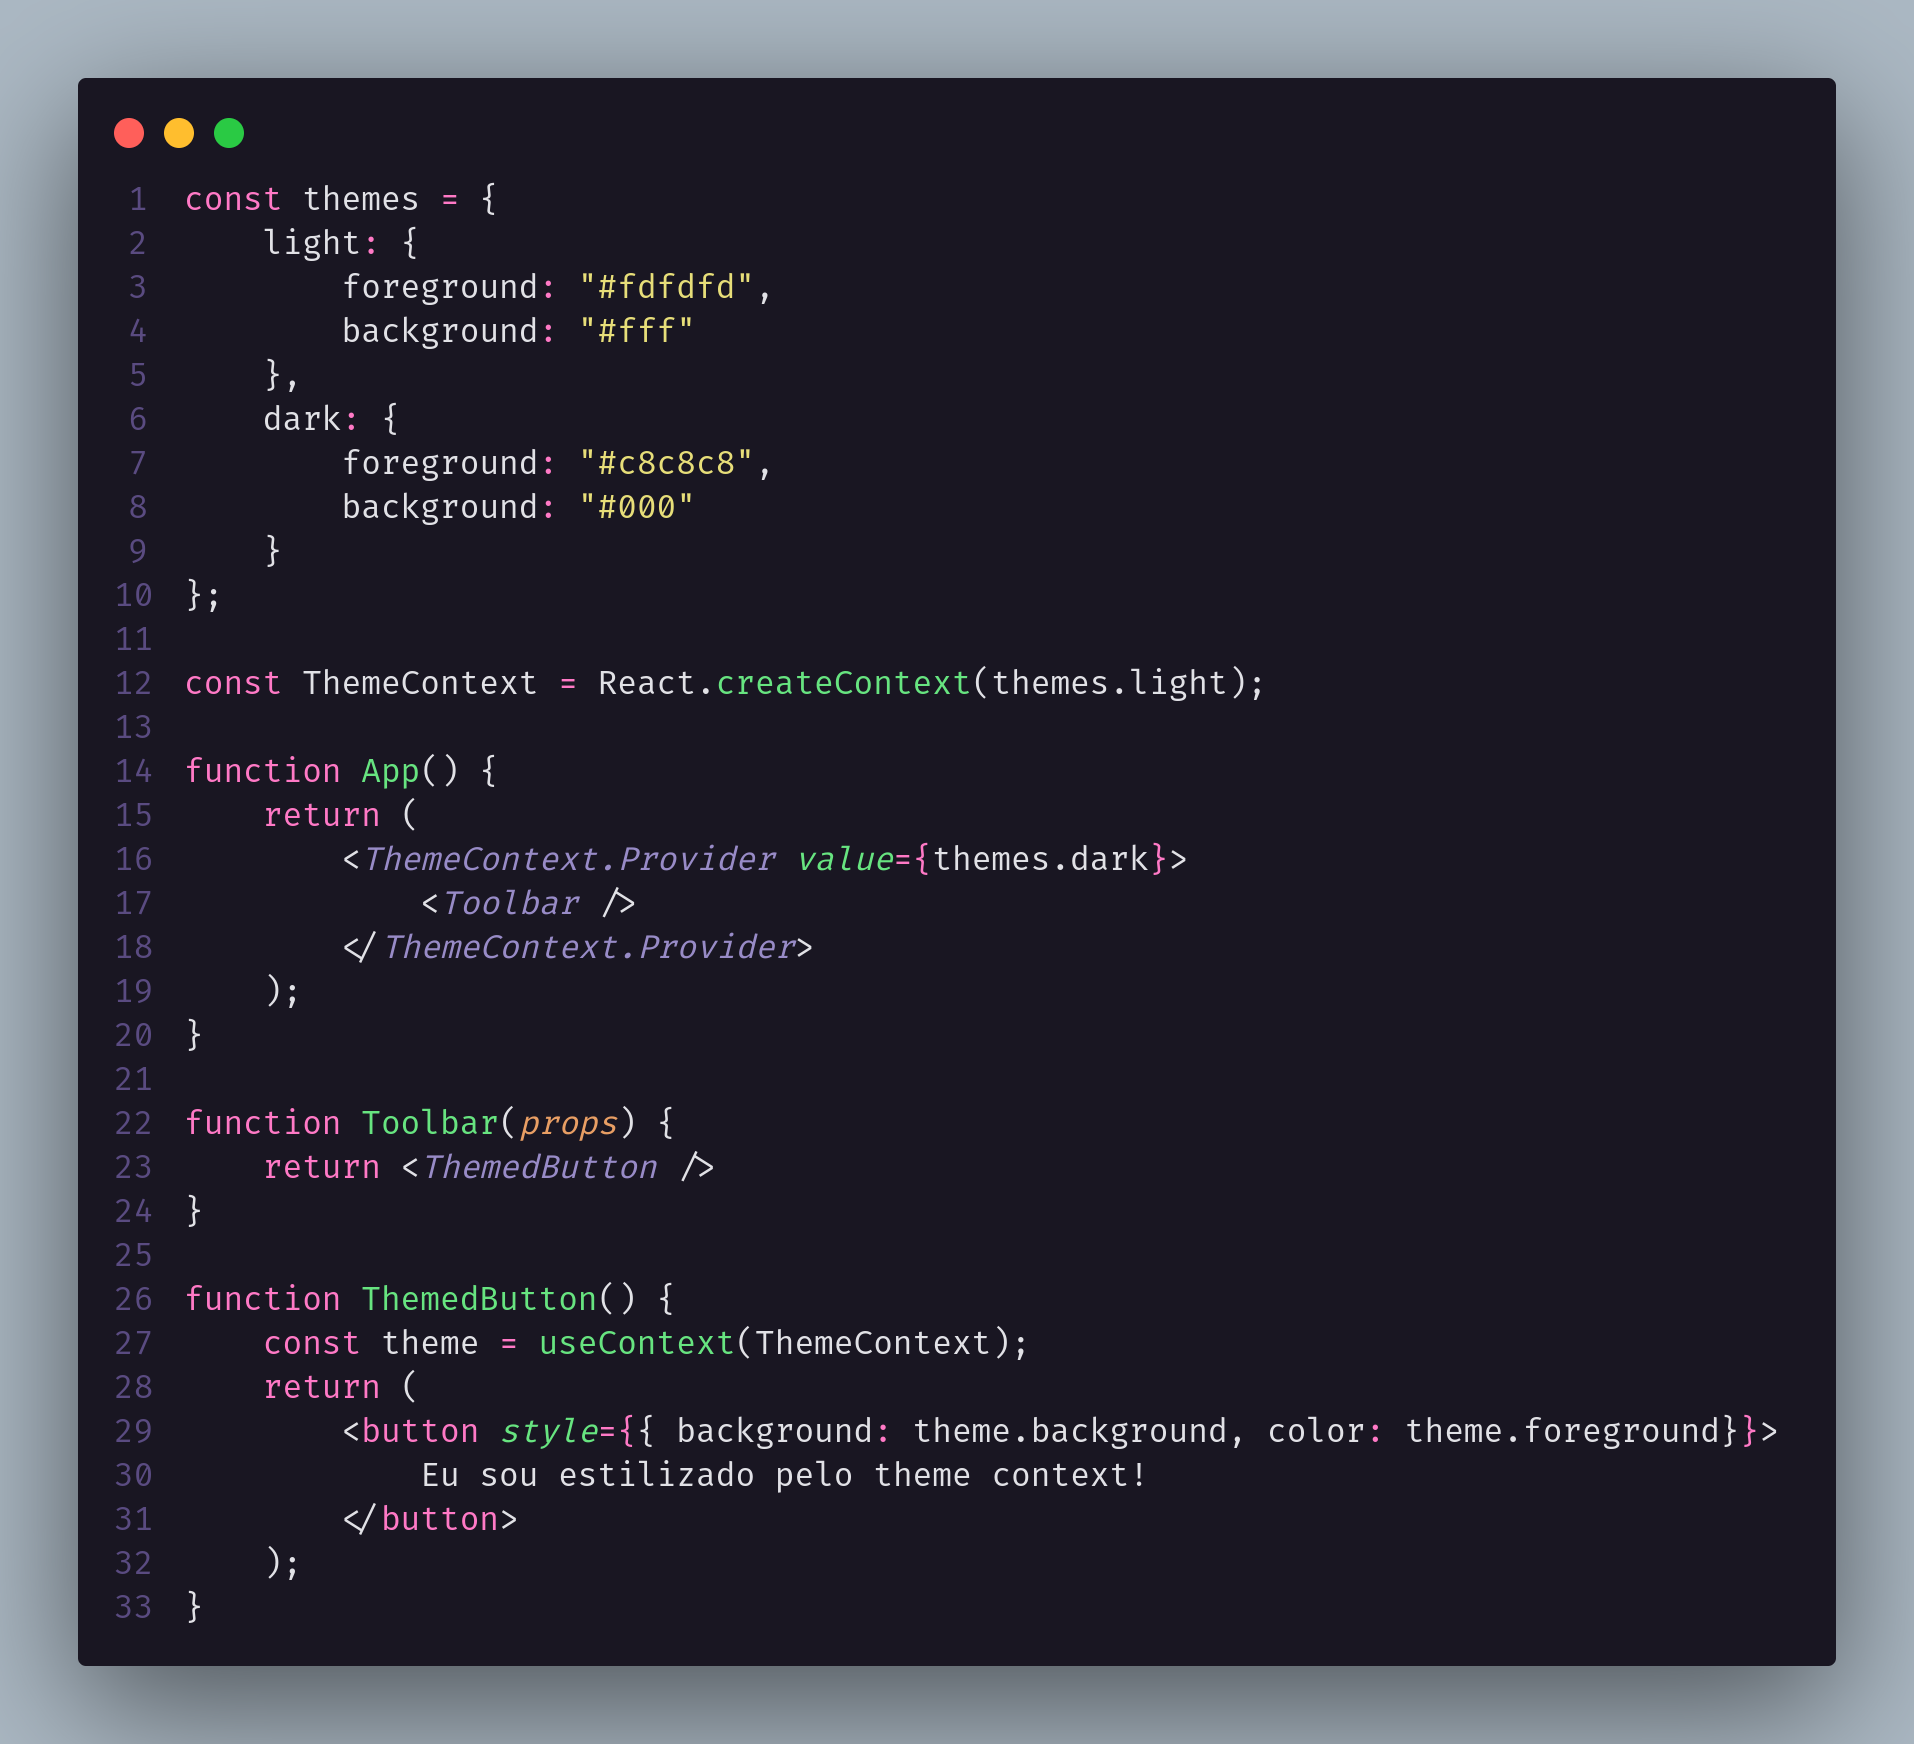 1 const themes = {
2     light: {
3         foreground: "#fdfdfd",
4         background: "#fff"
5     },
6     dark: {
7         foreground: "#c8c8c8",
8         background: "#000"
9     }
10 };
11
12 const ThemeContext = React.createContext(themes.light);
13
14 function App() {
15     return (
16         <ThemeContext.Provider value={themes.dark}>
17             <Toolbar />
18         </ThemeContext.Provider>
19     );
20 }
21
22 function Toolbar(props) {
23     return <ThemedButton />
24 }
25
26 function ThemedButton() {
27     const theme = useContext(ThemeContext);
28     return (
29         <button style={{ background: theme.background, color: theme.foreground}}>
30             Eu sou estilizado pelo theme context!
31         </button>
32     );
33 }